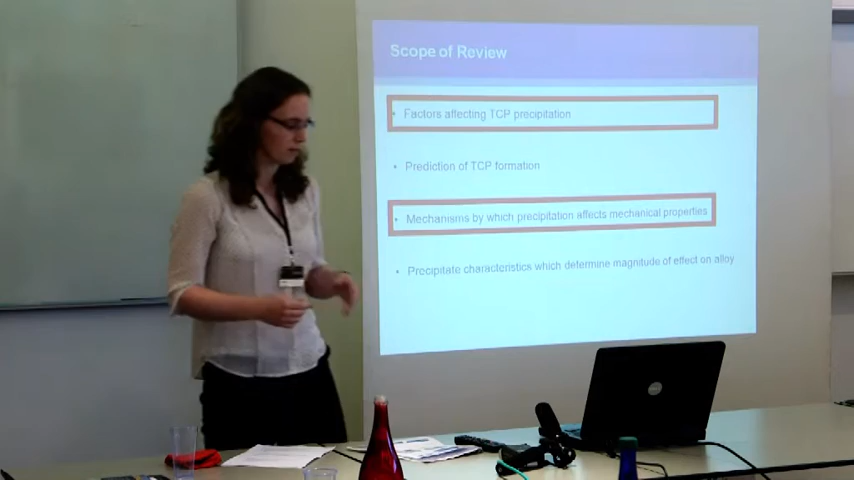 Scope of Review
• Factors affecting TCP precipitation
• Prediction of TCP formation
• Mechanisms by which precipitation affects mechanical properties
• Precipitate characteristics which determine magnitude of effect on alloy
DELL